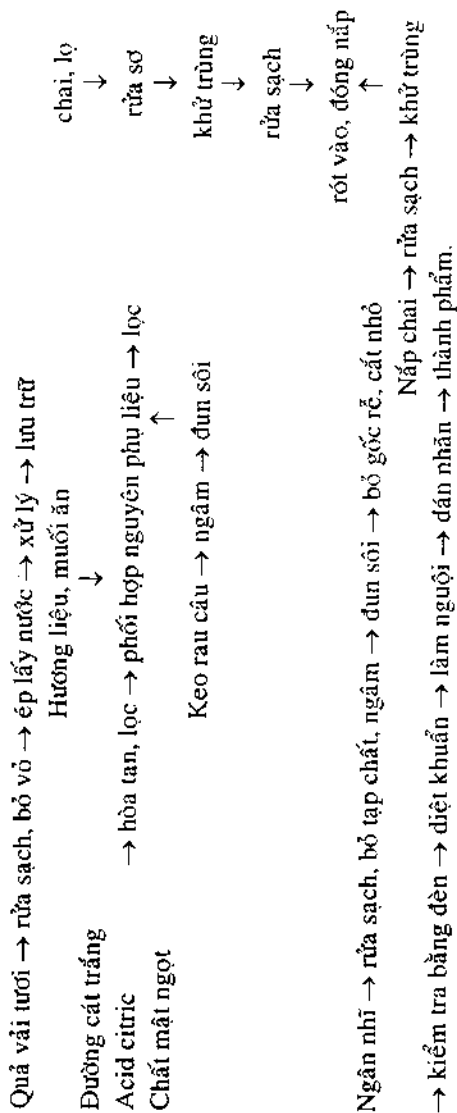 Quả vải tươi → rửa sạch, bỏ vỏ → ép lấy nước → xử lý → lưu trữ
Hương liệu, muối ăn
↓
Đường cát trắng
Acid citric → hòa tan, lọc → phối hợp nguyên phụ liệu → lọc
Chất mật ngọt
↑
Keo rau câu → ngâm → đun sôi
chai, lọ
↓
rửa sơ
↓
khử trùng
↓
rửa sạch
↓
Ngân nhĩ → rửa sạch, bỏ tạp chất, ngâm → đun sôi → bỏ gốc rễ, cắt nhỏ
rót vào, đóng nắp
↑
Nắp chai → rửa sạch → khử trùng
→ kiểm tra bằng đèn → diệt khuẩn → làm nguội → dán nhãn → thành phẩm.